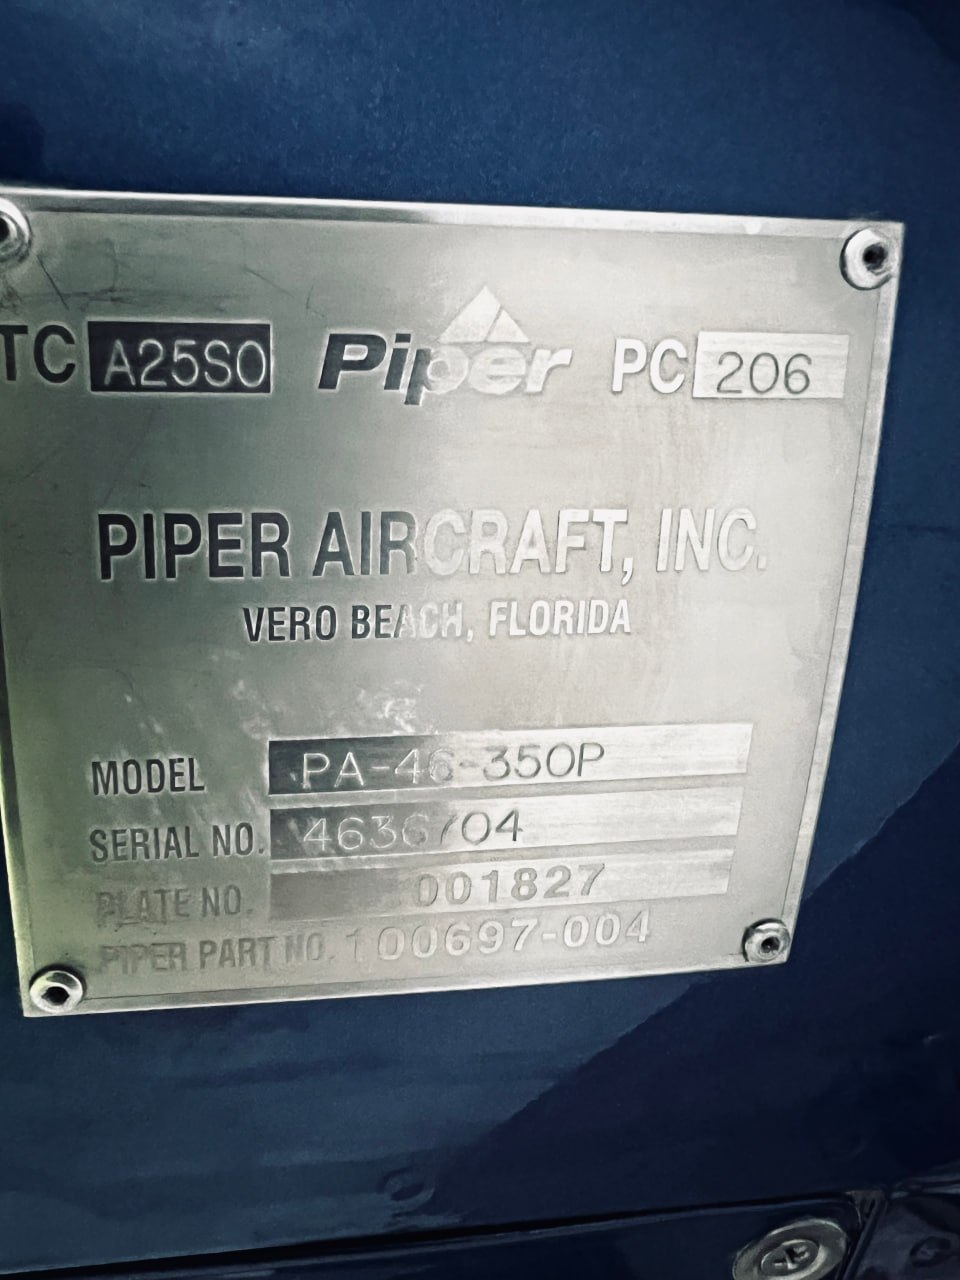 TC A25SO Piper PC 206
PIPER AIRCRAFT, INC.
VERO BEACH, FLORIDA
MODEL PA-46-350P
SERIAL NO. 4636704
PLATE NO. 001827
PIPER PART NO. 100697-004